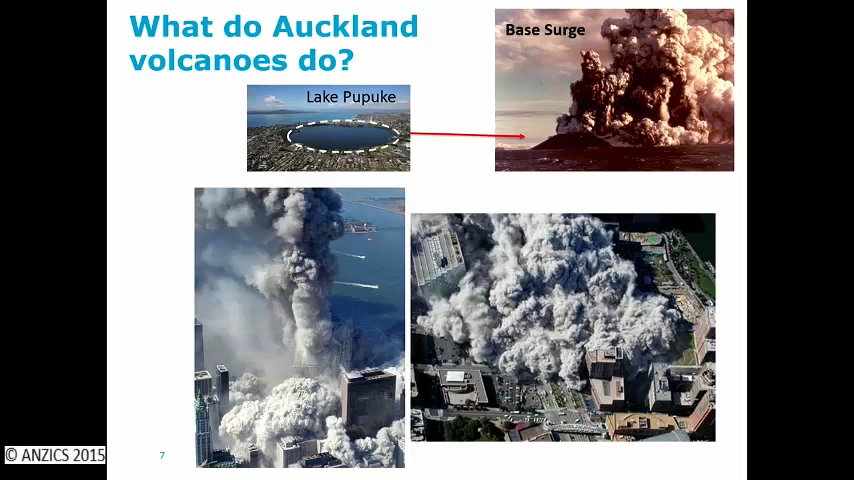 What do Auckland
volcanoes do?
Base Surge
Lake Pupuke
© ANZICS 2015
7